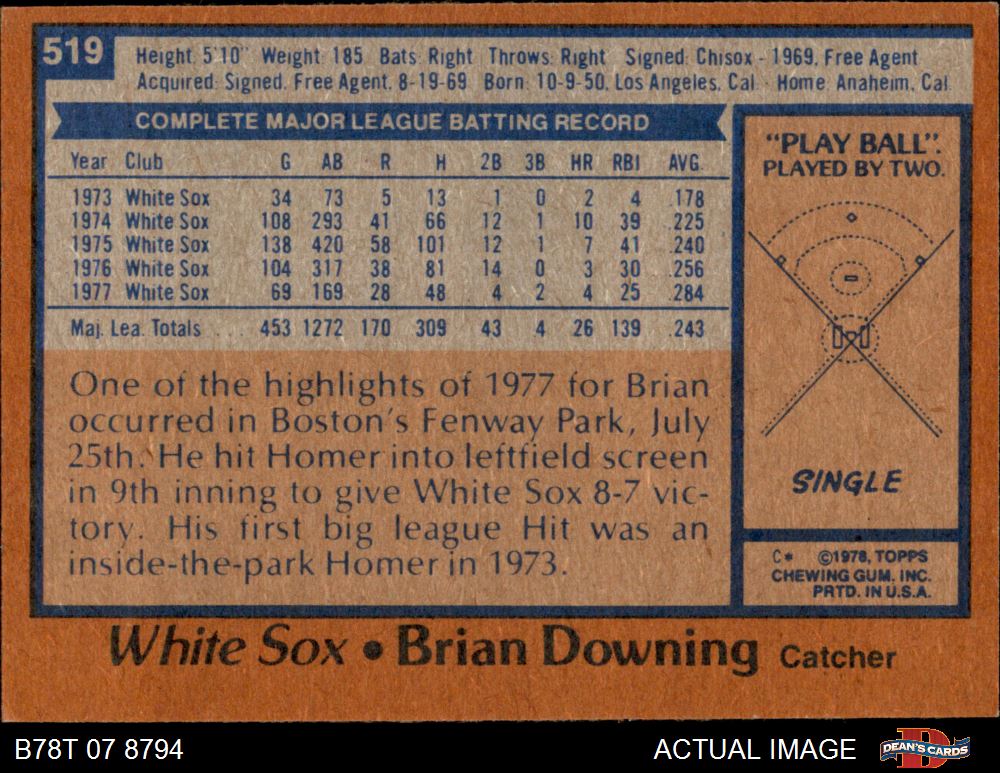 519
Height 5'10" Weight 185 Bats: Right Throws: Right Signed: Chisox - 1969, Free Agent
Acquired: Signed, Free Agent, 8-19-69 Born: 10-9-50, Los Angeles, Cal. Home: Anaheim, Cal.
COMPLETE MAJOR LEAGUE BATTING RECORD
Year Club G AB R H 2B 3B HR RBI AVG.
1973 White Sox 34 73 5 13 1 0 2 4 .178
1974 White Sox 108 293 41 66 12 1 10 39 .225
1975 White Sox 138 420 58 101 12 1 7 41 .240
1976 White Sox 104 317 38 81 14 0 3 30 .256
1977 White Sox 69 169 28 48 4 2 4 25 .284
Maj. Lea. Totals . . . 453 1272 170 309 43 4 26 139 .243
One of the highlights of 1977 for Brian
occurred in Boston's Fenway Park, July
25th. He hit Homer into leftfield screen
in 9th inning to give White Sox 8-7 vic-
tory. His first big league Hit was an
inside-the-park Homer in 1973.
"PLAY BALL":
PLAYED BY TWO.
SINGLE
C* ©1978, TOPPS
CHEWING GUM, INC.
PRTD. IN U.S.A.
White Sox • Brian Downing Catcher
B78T 07 8794 ACTUAL IMAGE DEAN'S CARDS